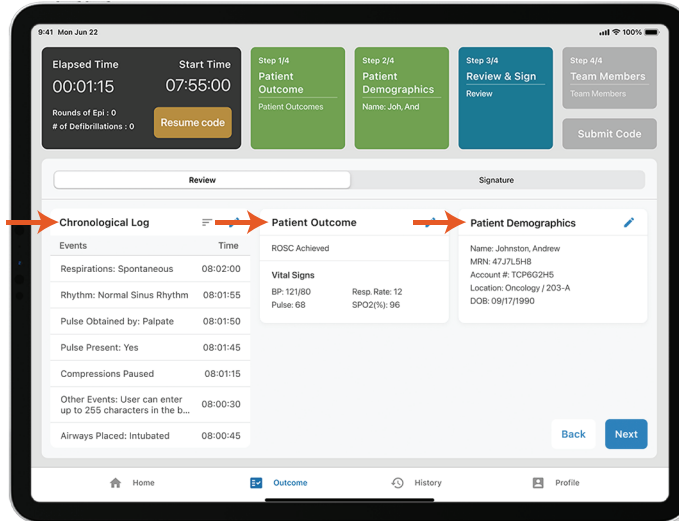 9:41 Mon Jun 22
100%
Elapsed Time
00:01:15
Start Time
07:55:00
Rounds of Epi : 0
# of Defibrillations : 0
Resume code
Step 1/4
Patient
Outcome
Patient Outcomes
Step 2/4
Patient
Demographics
Name: Joh, And
Step 3/4
Review & Sign
Review
Step 4/4
Team Members
Team Members
Submit Code
Review
Signature
Chronological Log
Events Time
Respirations: Spontaneous 08:02:00
Rhythm: Normal Sinus Rhythm 08:01:55
Pulse Obtained by: Palpate 08:01:50
Pulse Present: Yes 08:01:45
Compressions Paused 08:01:15
Other Events: User can enter
up to 255 characters in the b... 08:00:30
Airways Placed: Intubated 08:00:45
Patient Outcome
ROSC Achieved
Vital Signs
BP: 121/80 Resp. Rate: 12
Pulse: 68 SPO2(%): 96
Patient Demographics
Name: Johnston, Andrew
MRN: 47J7L5H8
Account #: TCP6G2H5
Location: Oncology / 203-A
DOB: 09/17/1990
Back
Next
Home
Outcome
History
Profile